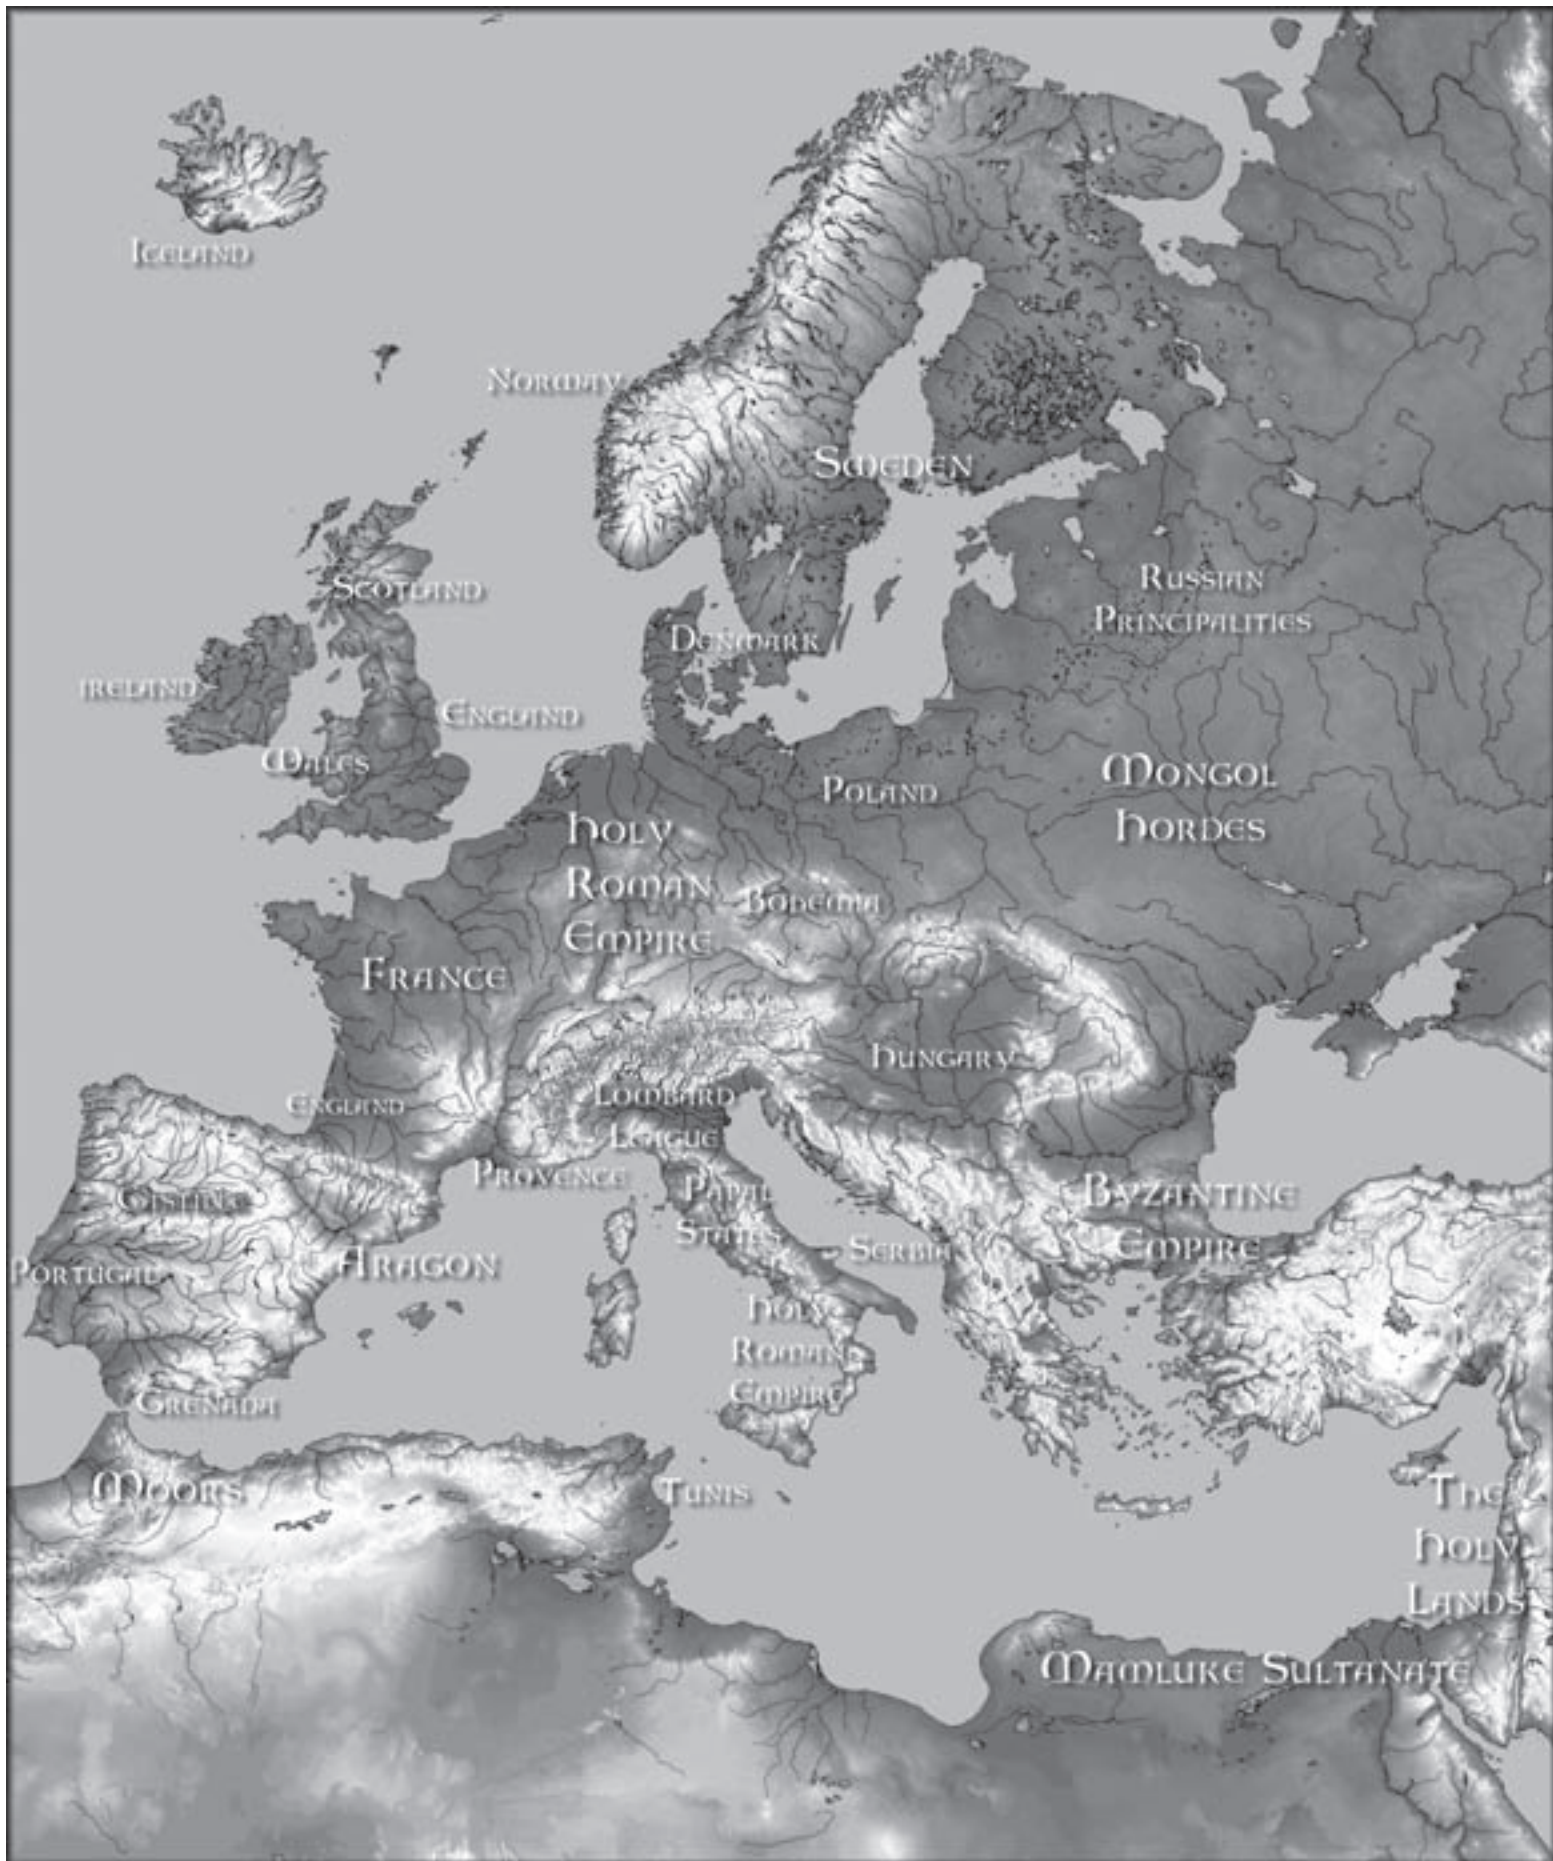 Iceland
Norway
Sweden
Scotland
Russian
Principalities
Denmark
Ireland
England
Wales
Poland
Mongol
Hordes
Holy
Roman
Empire
Bohemia
France
Hungary
England
Lombard
League
Provence
Papal
States
Castile
Byzantine
Empire
Serbia
Aragon
Portugal
Holy
Roman
Empire
Grenada
Moors
Tunis
The
Holy
Lands
Mamluke Sultanate